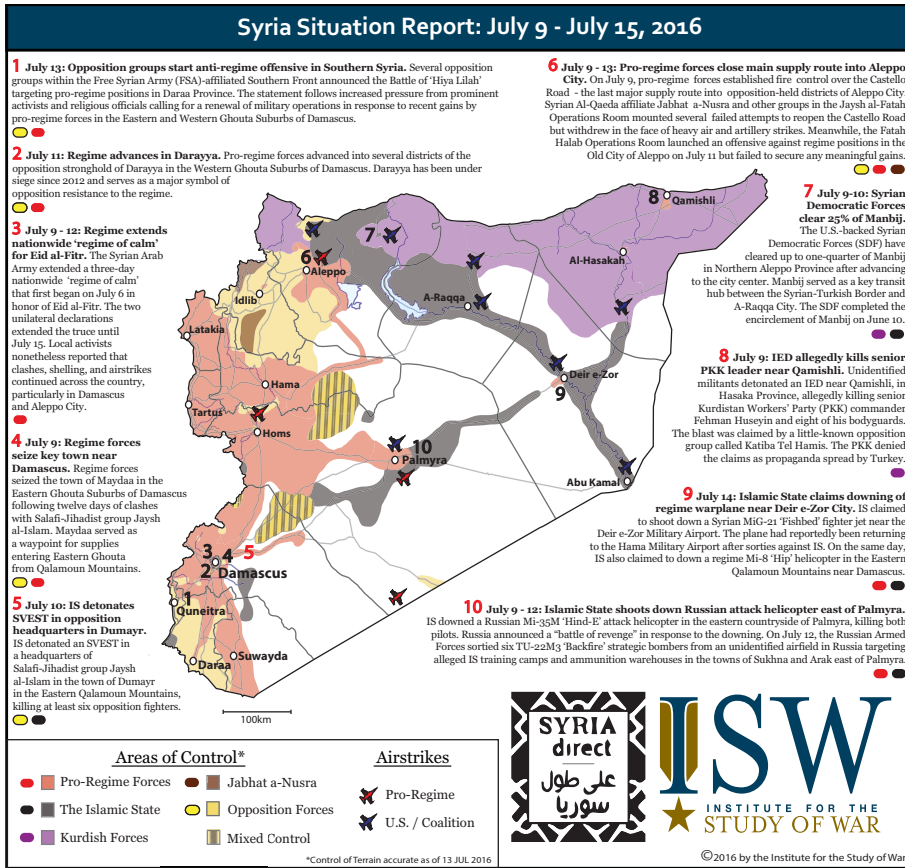 Syria Situation Report: July 9 - July 15, 2016
1 July 13: Opposition groups start anti-regime offensive in Southern Syria. Several opposition
groups within the Free Syrian Army (FSA)-affiliated Southern Front announced the Battle of ‘Hiya Lilah’
targeting pro-regime positions in Daraa Province. The statement follows increased pressure from prominent
activists and religious officials calling for a renewal of military operations in response to recent gains by
pro-regime forces in the Eastern and Western Ghouta Suburbs of Damascus.
2 July 11: Regime advances in Darayya. Pro-regime forces advanced into several districts of the
opposition stronghold of Darayya in the Western Ghouta Suburbs of Damascus. Darayya has been under
siege since 2012 and serves as a major symbol of
opposition resistance to the regime.
3 July 9 - 12: Regime extends
nationwide ‘regime of calm’
for Eid al-Fitr. The Syrian Arab
Army extended a three-day
nationwide ‘regime of calm’
that first began on July 6 in
honor of Eid al-Fitr. The two
unilateral declarations
extended the truce until
July 15. Local activists
nonetheless reported that
clashes, shelling, and airstrikes
continued across the country,
particularly in Damascus
and Aleppo City.
4 July 9: Regime forces
seize key town near
Damascus. Regime forces
seized the town of Maydaa in the
Eastern Ghouta Suburbs of Damascus
following twelve days of clashes
with Salafi-Jihadist group Jaysh
al-Islam. Maydaa served as
a waypoint for supplies
entering Eastern Ghouta
from Qalamoun Mountains.
5 July 10: IS detonates
SVEST in opposition
headquarters in Dumayr.
IS detonated an SVEST in
a headquarters of
Salafi-Jihadist group Jaysh
al-Islam in the town of Dumayr
in the Eastern Qalamoun Mountains,
killing at least six opposition fighters.
6 July 9 - 13: Pro-regime forces close main supply route into Aleppo
City. On July 9, pro-regime forces established fire control over the Castello
Road - the last major supply route into opposition-held districts of Aleppo City.
Syrian Al-Qaeda affiliate Jabhat a-Nusra and other groups in the Jaysh al-Fatah
Operations Room mounted several failed attempts to reopen the Castello Road
but withdrew in the face of heavy air and artillery strikes. Meanwhile, the Fatah
Halab Operations Room launched an offensive against regime positions in the
Old City of Aleppo on July 11 but failed to secure any meaningful gains.
7 July 9-10: Syrian
Democratic Forces
clear 25% of Manbij.
The U.S.-backed Syrian
Democratic Forces (SDF) have
cleared up to one-quarter of Manbij
in Northern Aleppo Province after advancing
to the city center. Manbij served as a key transit
hub between the Syrian-Turkish Border and
A-Raqqa City. The SDF completed the
encirclement of Manbij on June 10.
8 July 9: IED allegedly kills senior
PKK leader near Qamishli. Unidentified
militants detonated an IED near Qamishli, in
Hasaka Province, allegedly killing senior
Kurdistan Workers’ Party (PKK) commander
Fehman Huseyin and eight of his bodyguards.
The blast was claimed by a little-known opposition
group called Katiba Tel Hamis. The PKK denied
the claims as propaganda spread by Turkey.
9 July 14: Islamic State claims downing of
regime warplane near Deir e-Zor City. IS claimed
to shoot down a Syrian MiG-21 ‘Fishbed’ fighter jet near the
Deir e-Zor Military Airport. The plane had reportedly been returning
to the Hama Military Airport after sorties against IS. On the same day,
IS also claimed to down a regime Mi-8 ‘Hip’ helicopter in the Eastern
Qalamoun Mountains near Damascus.
10 July 9 - 12: Islamic State shoots down Russian attack helicopter east of Palmyra.
IS downed a Russian Mi-35M ‘Hind-E’ attack helicopter in the eastern countryside of Palmyra, killing both
pilots. Russia announced a “battle of revenge” in response to the downing. On July 12, the Russian Armed
Forces sortied six TU-22M3 ‘Backfire’ strategic bombers from an unidentified airfield in Russia targeting
alleged IS training camps and ammunition warehouses in the towns of Sukhna and Arak east of Palmyra.
8 Qamishli
7
6
Aleppo
Al-Hasakah
Idlib
A-Raqqa
Latakia
Deir e-Zor
9
Hama
Tartus
Homs
10
Palmyra
Abu Kamal
3
4
5
2
Damascus
1
Quneitra
Daraa
Suwayda
100km
Areas of Control*
Pro-Regime Forces
The Islamic State
Kurdish Forces
Jabhat a-Nusra
Opposition Forces
Mixed Control
Airstrikes
Pro-Regime
U.S. / Coalition
*Control of Terrain accurate as of 13 JUL 2016
SYRIA
direct
على طول
سوريا
ISW
INSTITUTE FOR THE
STUDY OF WAR
©2016 by the Institute for the Study of War